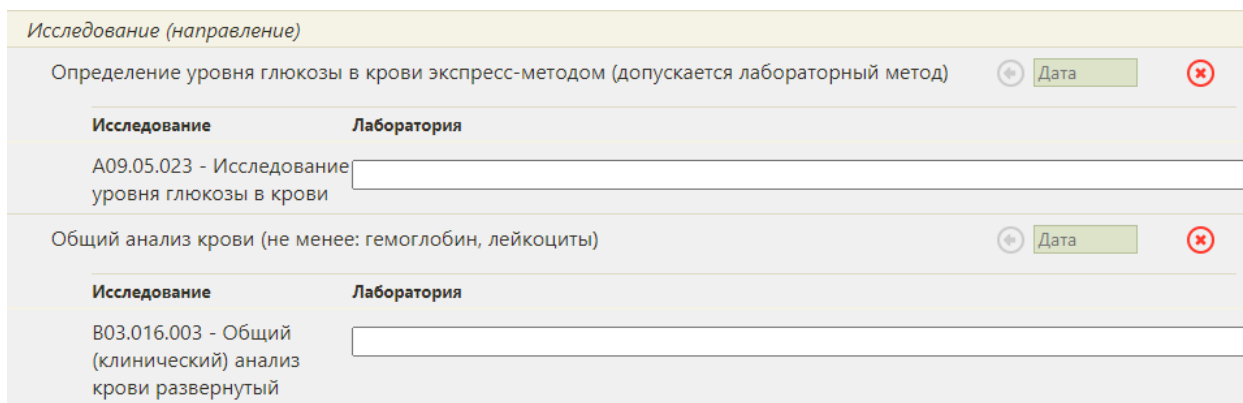 Исследование (направление)
Определение уровня глюкозы в крови экспресс-методом (допускается лабораторный метод) Дата
Исследование Лаборатория
A09.05.023 - Исследование
уровня глюкозы в крови
Общий анализ крови (не менее: гемоглобин, лейкоциты) Дата
Исследование Лаборатория
B03.016.003 - Общий
(клинический) анализ
крови развернутый